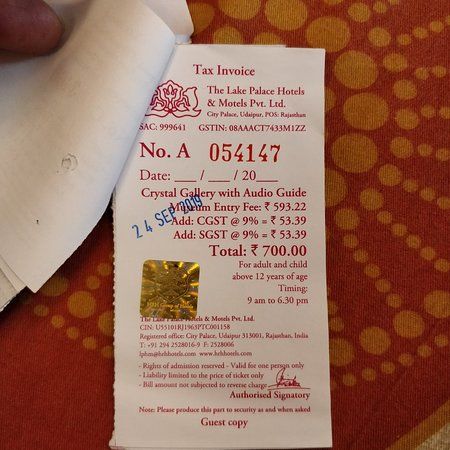 Tax Invoice
The Lake Palace Hotels
& Motels Pvt. Ltd.
City Palace, Udaipur, POS: Rajasthan
SAC: 999641 GSTIN: 08AAACT7433M1ZZ
No. A 054147
Date: ___ / ___ / 20___
Crystal Gallery with Audio Guide
Museum Entry Fee: ₹ 593.22
24 SEP 2019
Add: CGST @ 9% = ₹ 53.39
Add: SGST @ 9% = ₹ 53.39
Total: ₹ 700.00
For adult and child
above 12 years of age
Timing:
9 am to 6.30 pm
The Lake Palace Hotels & Motels Pvt. Ltd.
CIN: U55101RJ1963PTC001158
Registered office: City Palace, Udaipur 313001, Rajasthan, India
T: +91 294 2528016-9 F: 2528006
fphm@hrhhotels.com www.hrhhotels.com
- Rights of admission reserved - Valid for one person only
- Liability limited to the price of ticket only
- Bill amount not subjected to reverse charge
Authorised Signatory
Note: Please produce this part to security as and when asked
Guest copy